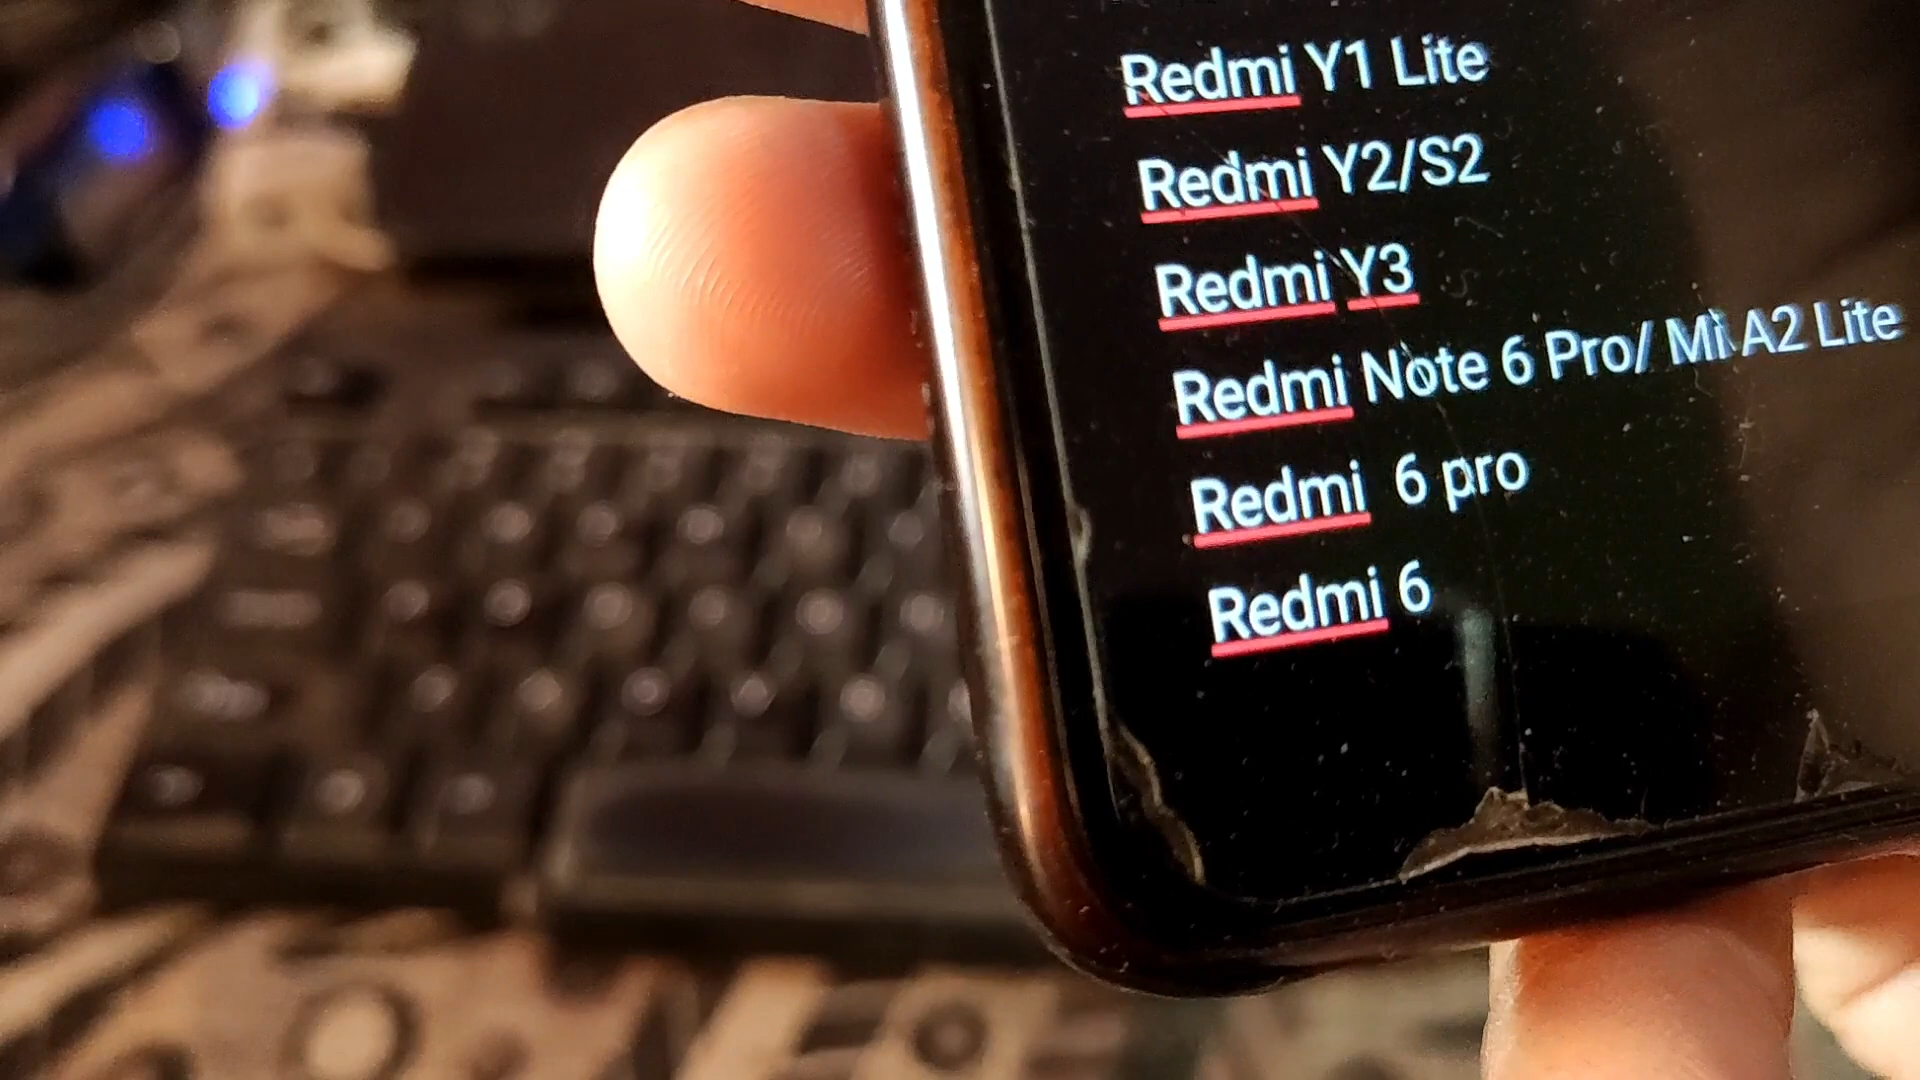 Redmi Y1 Lite
Redmi Y2/S2
Redmi Y3
Redmi Note 6 Pro/ Mi A2 Lite
Redmi  6 pro
Redmi 6